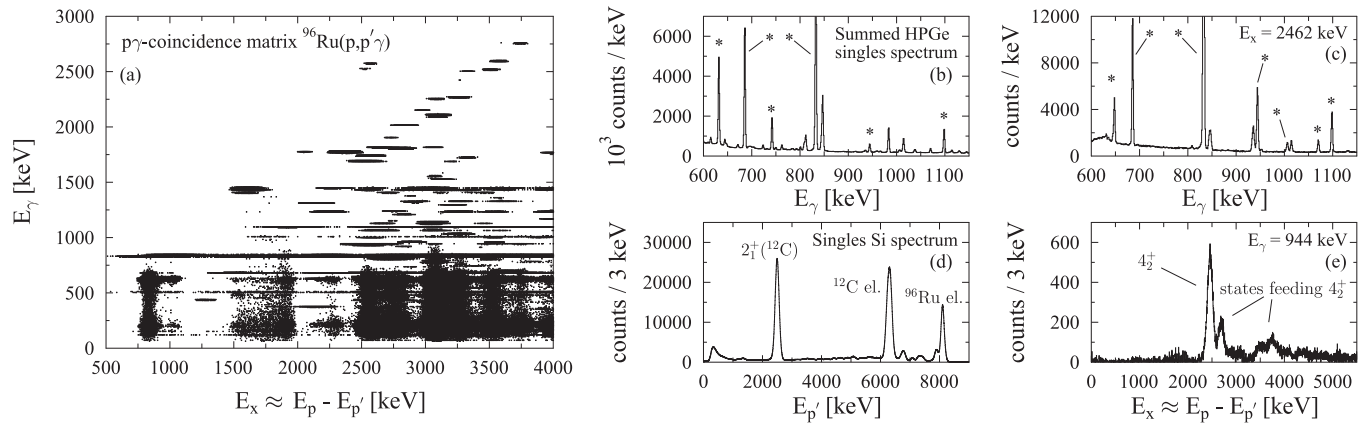 3000
2500
2000
1500
1000
500
0
E_γ [keV]
pγ-coincidence matrix ⁹⁶Ru(p,p′γ)
(a)
500 1000 1500 2000 2500 3000 3500 4000
E_x ≈ E_p - E_p′ [keV]
6000
4000
2000
0
10³ counts / keV
Summed HPGe
singles spectrum
(b)
* * * * * *
600 700 800 900 1000 1100
E_γ [keV]
12000
8000
4000
0
counts / keV
E_x = 2462 keV
(c)
* * * * * * *
600 700 800 900 1000 1100
E_γ [keV]
30000
20000
10000
0
counts / 3 keV
Singles Si spectrum
(d)
2₁⁺(¹²C)
¹²C el.
⁹⁶Ru el.
0 2000 4000 6000 8000
E_p′ [keV]
600
400
200
0
counts / 3 keV
E_γ = 944 keV
(e)
4₂⁺
states feeding 4₂⁺
0 1000 2000 3000 4000 5000
E_x ≈ E_p - E_p′ [keV]